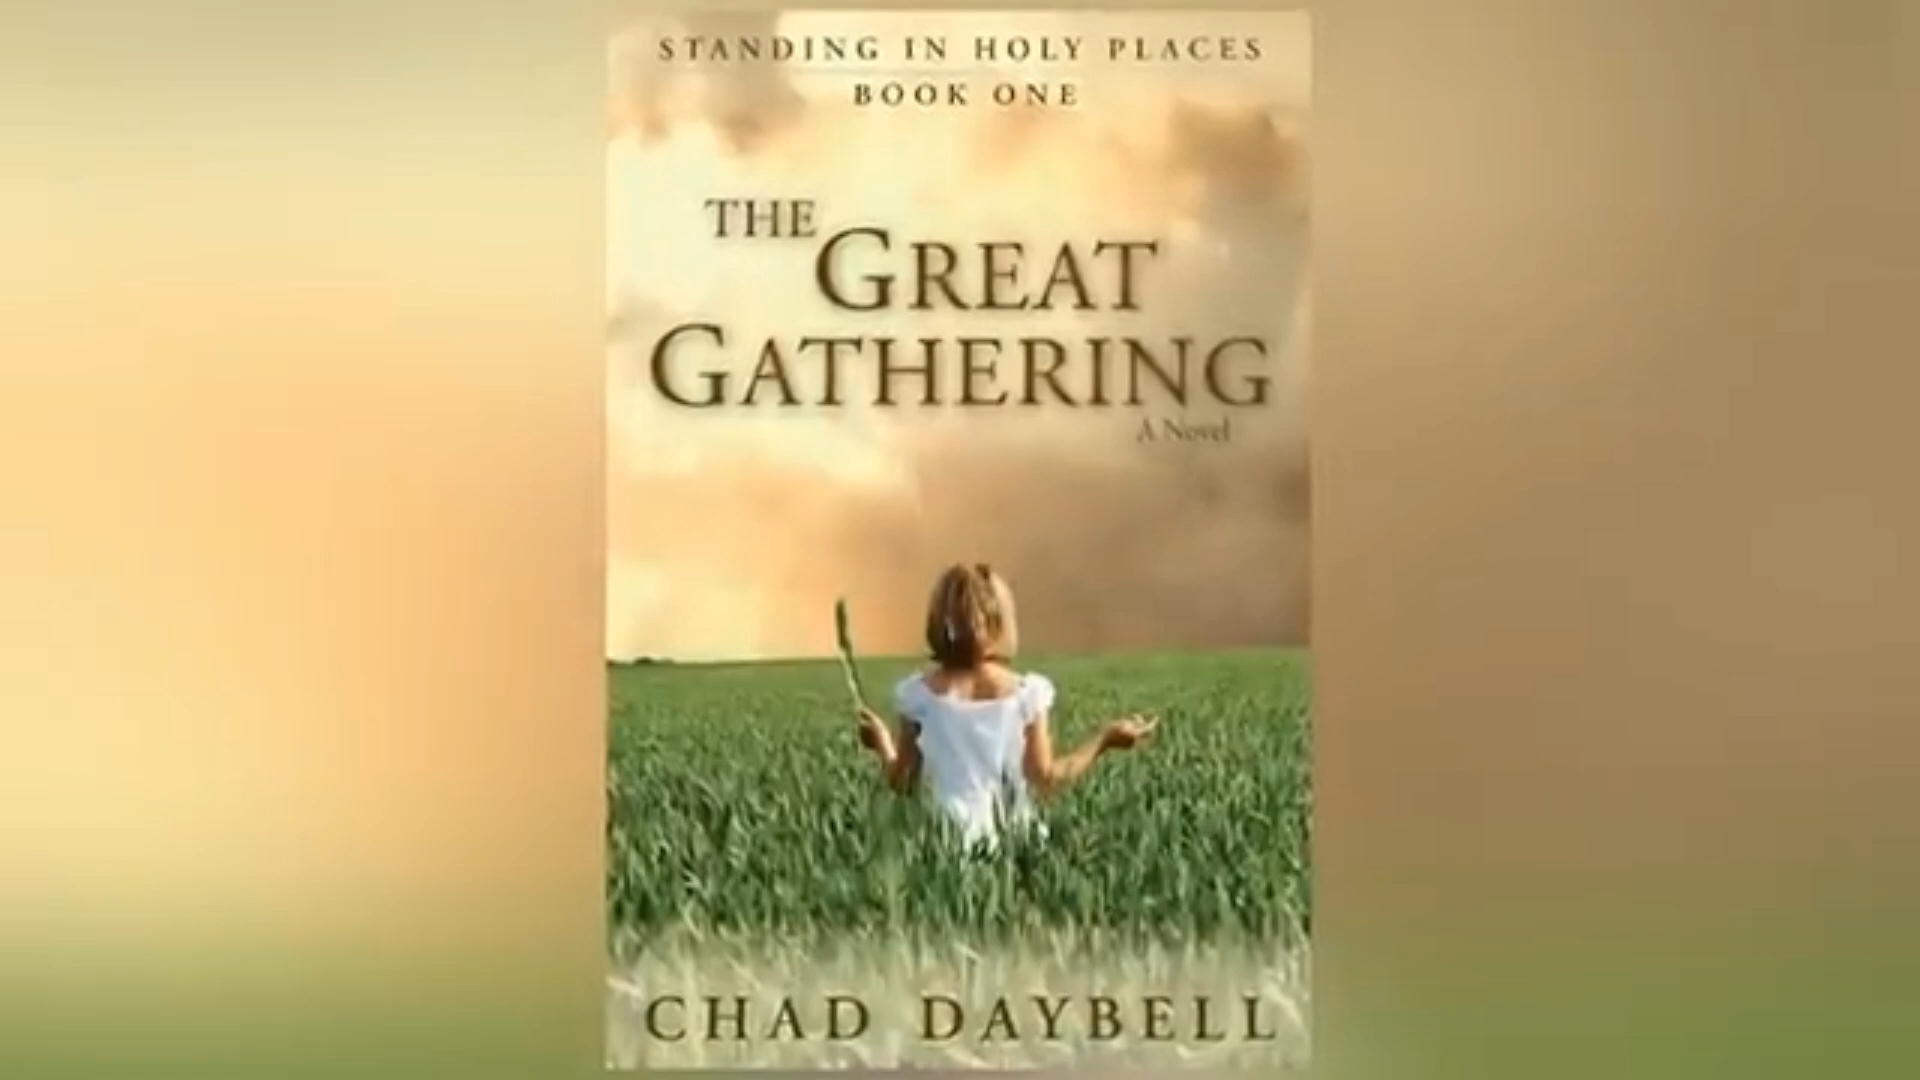 STANDING IN HOLY PLACES
BOOK ONE
THE
GREAT
GATHERING
A Novel
CHAD DAYBELL